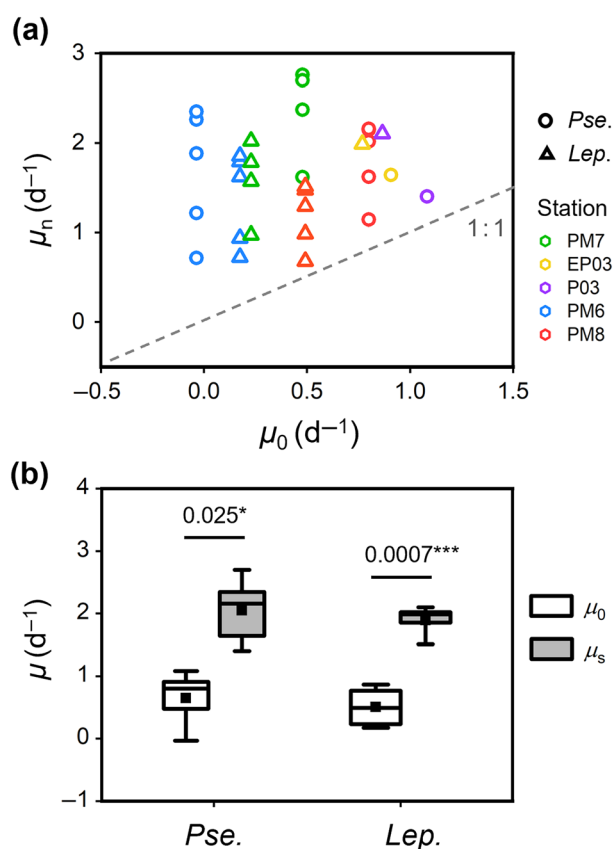 (a)
3
2
1
0
μn (d–1)
–0.5
0.0
0.5
1.0
1.5
μ0 (d–1)
1:1
Pse.
Lep.
Station
PM7
EP03
P03
PM6
PM8
(b)
4
3
2
1
0
–1
μ (d–1)
0.025*
0.0007***
μ0
μs
Pse.
Lep.